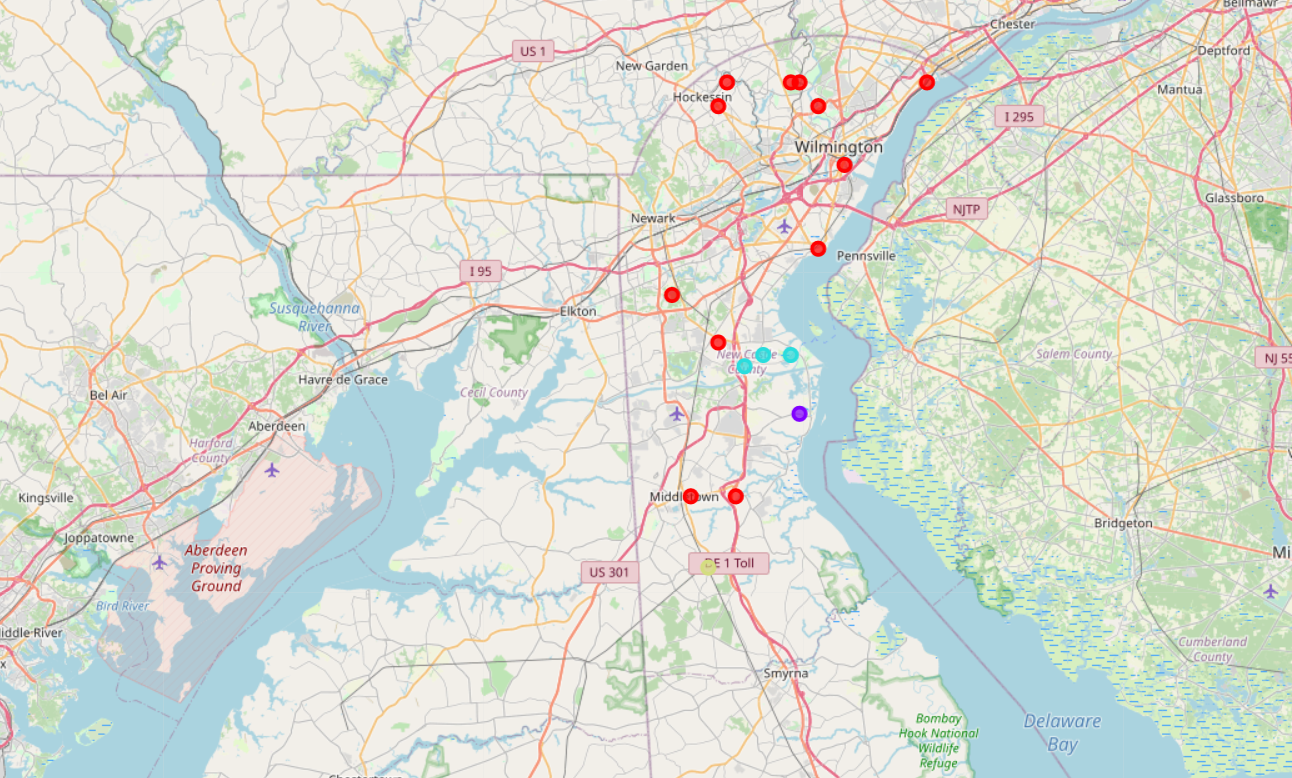 Bellmawr
Chester
US 1
Deptford
New Garden
Mantua
Hockessin
I 295
Wilmington
Glassboro
NJTP
Newark
Pennsville
I 95
Susquehanna
River
Elkton
New Castle
County
Salem County
NJ 55
Havre de Grace
Cecil County
Bel Air
Aberdeen
Harford
County
Kingsville
Middletown
Bridgeton
Joppatowne
Aberdeen
Proving
Ground
Mi
DE 1 Toll
US 301
Bird River
iddle River
Cumberland
County
x
Smyrna
Bombay
Hook National
Wildlife
Refuge
Delaware
Bay